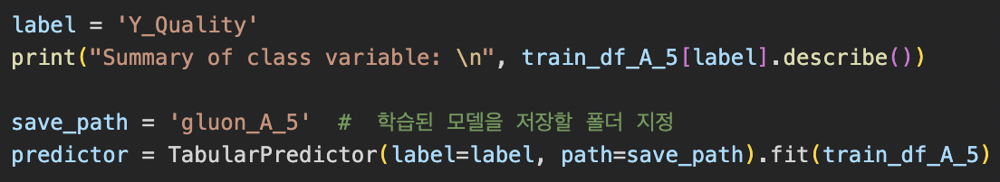 label = 'Y_Quality'
print("Summary of class variable: \n", train_df_A_5[label].describe())
save_path = 'gluon_A_5'  #  학습된 모델을 저장할 폴더 지정
predictor = TabularPredictor(label=label, path=save_path).fit(train_df_A_5)